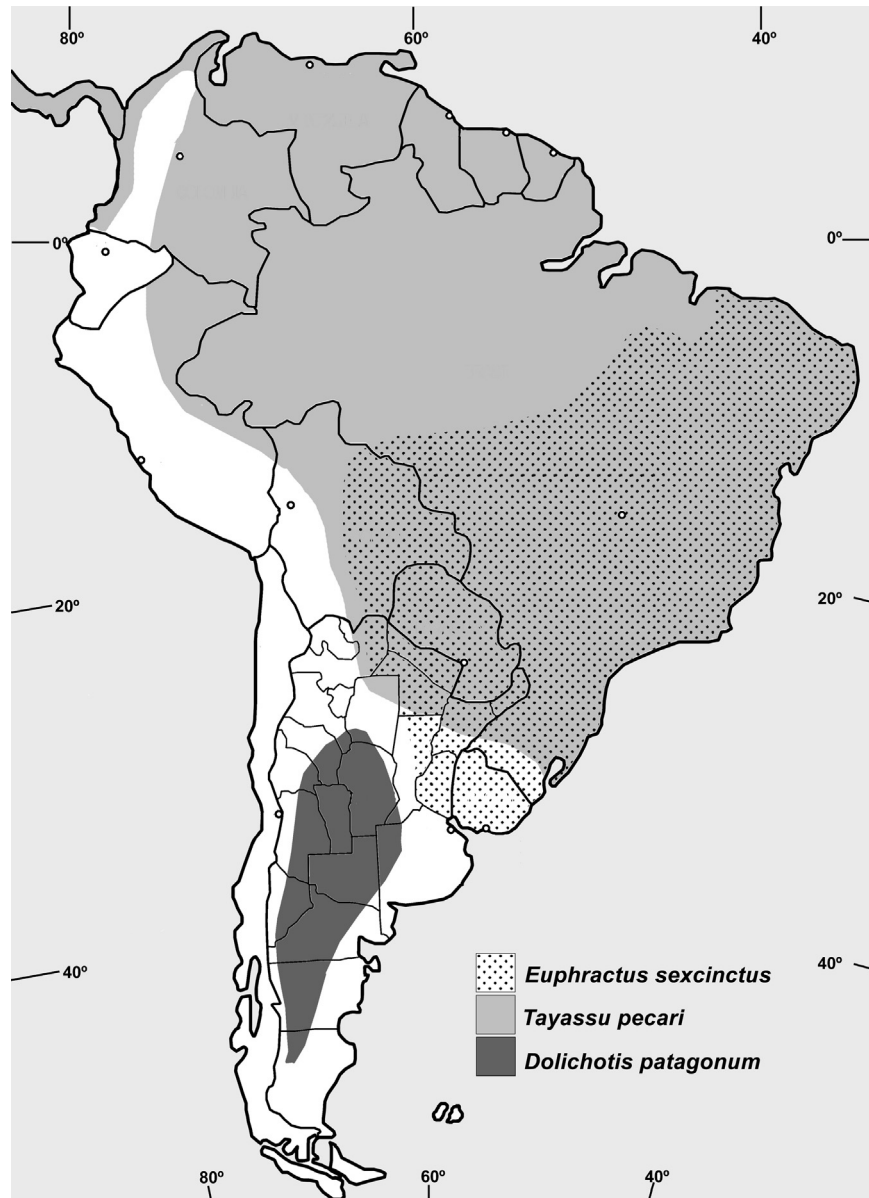 80º 60º 40º
0º 0º
20º 20º
40º 40º
Euphractus sexcinctus
Tayassu pecari
Dolichotis patagonum
80º 60º 40º